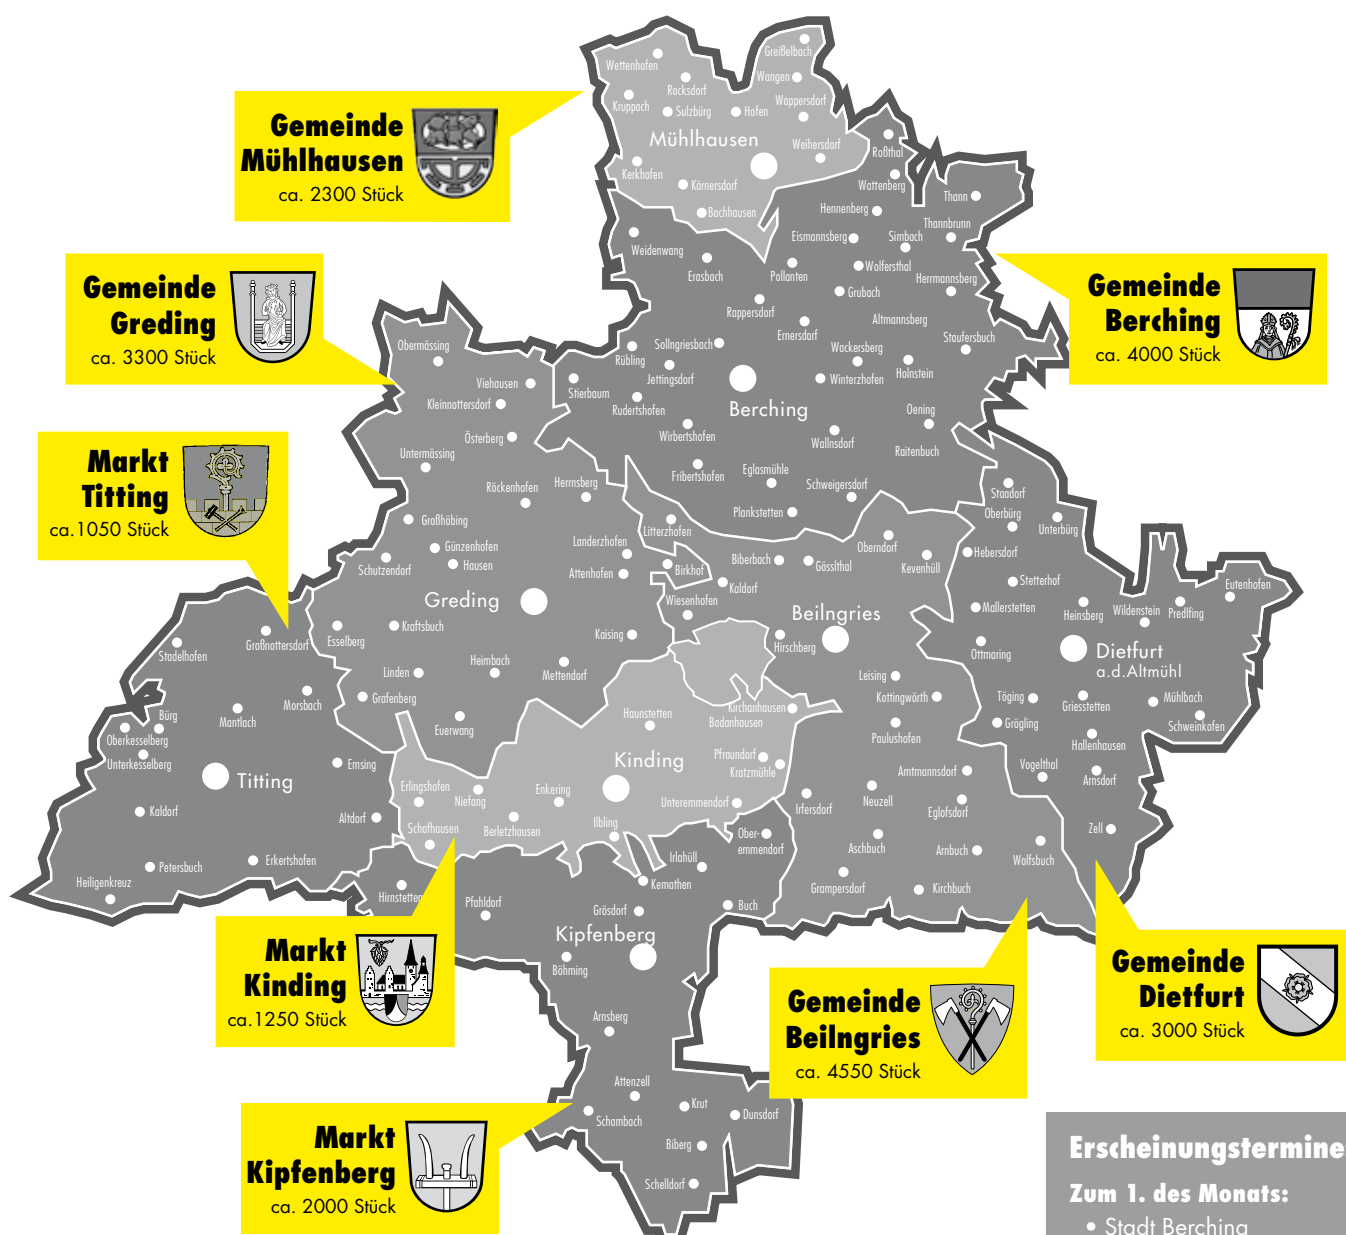 Gemeinde
Mühlhausen
ca. 2300 Stück
Gemeinde
Greding
ca. 3300 Stück
Markt
Titting
ca.1050 Stück
Gemeinde
Berching
ca. 4000 Stück
Wettenhofen
Greißelbach
Rocksdorf
Wangen
Kruppach
Sulzbürg
Hofen
Wappersdorf
Mühlhausen
Weihersdorf
Kerkhofen
Körnersdorf
Bachhausen
Roßthal
Wattenberg
Thann
Hennenberg
Thannbrunn
Weidenwang
Eismannsberg
Simbach
Erasbach
Pollanten
Wolfersthal
Herrmannsberg
Grubach
Rappersdorf
Altmannsberg
Ernersdorf
Sollngriesbach
Staufersbuch
Rübling
Wackersberg
Holnstein
Jettingsdorf
Winterzhofen
Stierbaum
Rudertshofen
Berching
Oening
Wirbertshofen
Wallnsdorf
Raitenbuch
Fribertshofen
Eglasmühle
Schweigersdorf
Plankstetten
Obermässing
Viehausen
Kleinnottersdorf
Österberg
Untermässing
Röckenhofen
Herrnsberg
Großhöbing
Günzenhofen
Landerzhofen
Hausen
Schutzendorf
Attenhofen
Greding
Esselberg
Kraftsbuch
Kaising
Linden
Heimbach
Mettendorf
Grafenberg
Euerwang
Litterzhofen
Birkhof
Biberbach
Gösslthal
Oberndorf
Kevenhüll
Kaldorf
Wiesenhofen
Beilngries
Hirschberg
Leising
Kottingwörth
Paulushofen
Amtmannsdorf
Irfersdorf
Neuzell
Eglofsdorf
Aschbuch
Arnbuch
Wolfsbuch
Grampersdorf
Kirchbuch
Staadorf
Oberbürg
Unterbürg
Hebersdorf
Stetterhof
Eutenhofen
Mallerstetten
Heinsberg
Wildenstein
Predlfing
Ottmaring
Dietfurt
a.d.Altmühl
Töging
Griesstetten
Mühlbach
Grögling
Schweinkofen
Hallenhausen
Vogelthal
Arnsdorf
Zell
Stadelhofen
Großnottersdorf
Morsbach
Bürg
Mantlach
Oberkesselberg
Unterkesselberg
Titting
Emsing
Kaldorf
Altdorf
Petersbuch
Erkertshofen
Heiligenkreuz
Haunstetten
Kirchanhausen
Badanhausen
Kinding
Pfraundorf
Kratzmühle
Erlingshofen
Niefang
Enkering
Unteremmendorf
Schafhausen
Berletzhausen
Ilbling
Ober-
emmendorf
Irlahüll
Kemathen
Hirnstetten
Pfahldorf
Grösdorf
Buch
Kipfenberg
Böhming
Arnsberg
Attenzell
Krut
Schambach
Dunsdorf
Biberg
Schelldorf
Markt
Kinding
ca.1250 Stück
Gemeinde
Beilngries
ca. 4550 Stück
Gemeinde
Dietfurt
ca. 3000 Stück
Markt
Kipfenberg
ca. 2000 Stück
Erscheinungstermine
Zum 1. des Monats:
• Stadt Berching